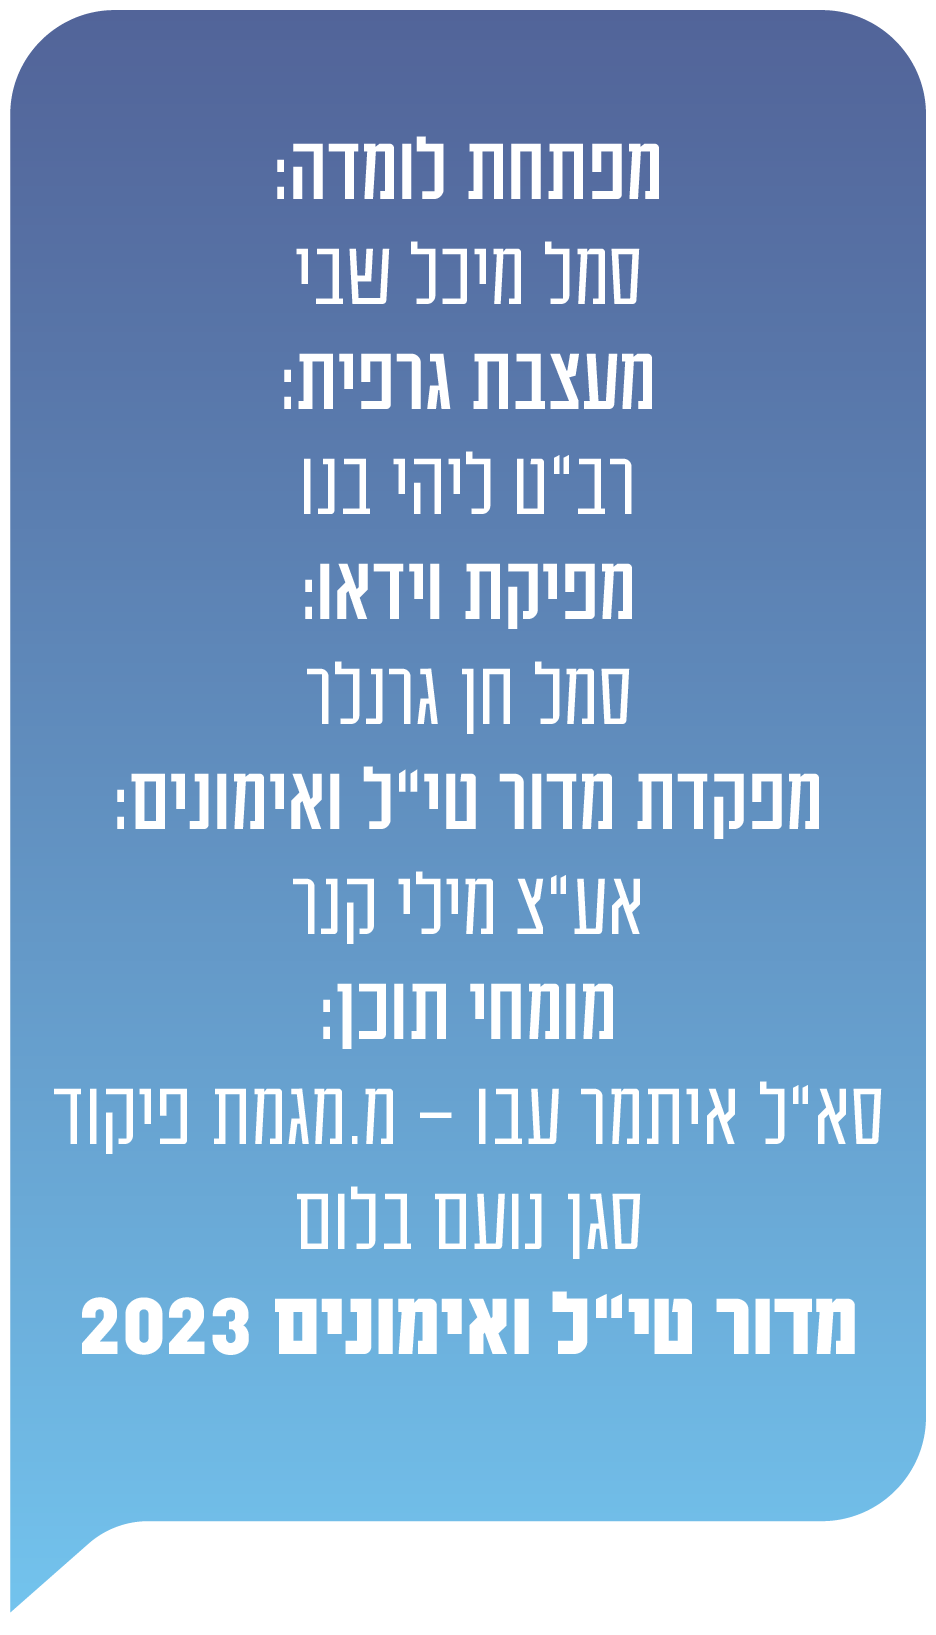 מפתחת לומדה:
סמל מיכל שבי
מעצבת גרפית:
רב"ט ליהי בנו
מפיקת וידאו:
סמל חן גרנלר
מפקדת מדור טי"ל ואימונים:
אע"צ מילי קנר
מומחי תוכן:
סא"ל איתמר עבו – מ.מגמת פיקוד
סגן נועם בלום
מדור טי"ל ואימונים 2023